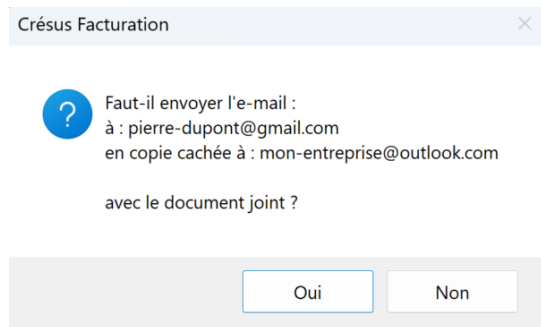 Crésus Facturation
Faut-il envoyer l'e-mail :
à : pierre-dupont@gmail.com
en copie cachée à : mon-entreprise@outlook.com
avec le document joint ?
Oui
Non